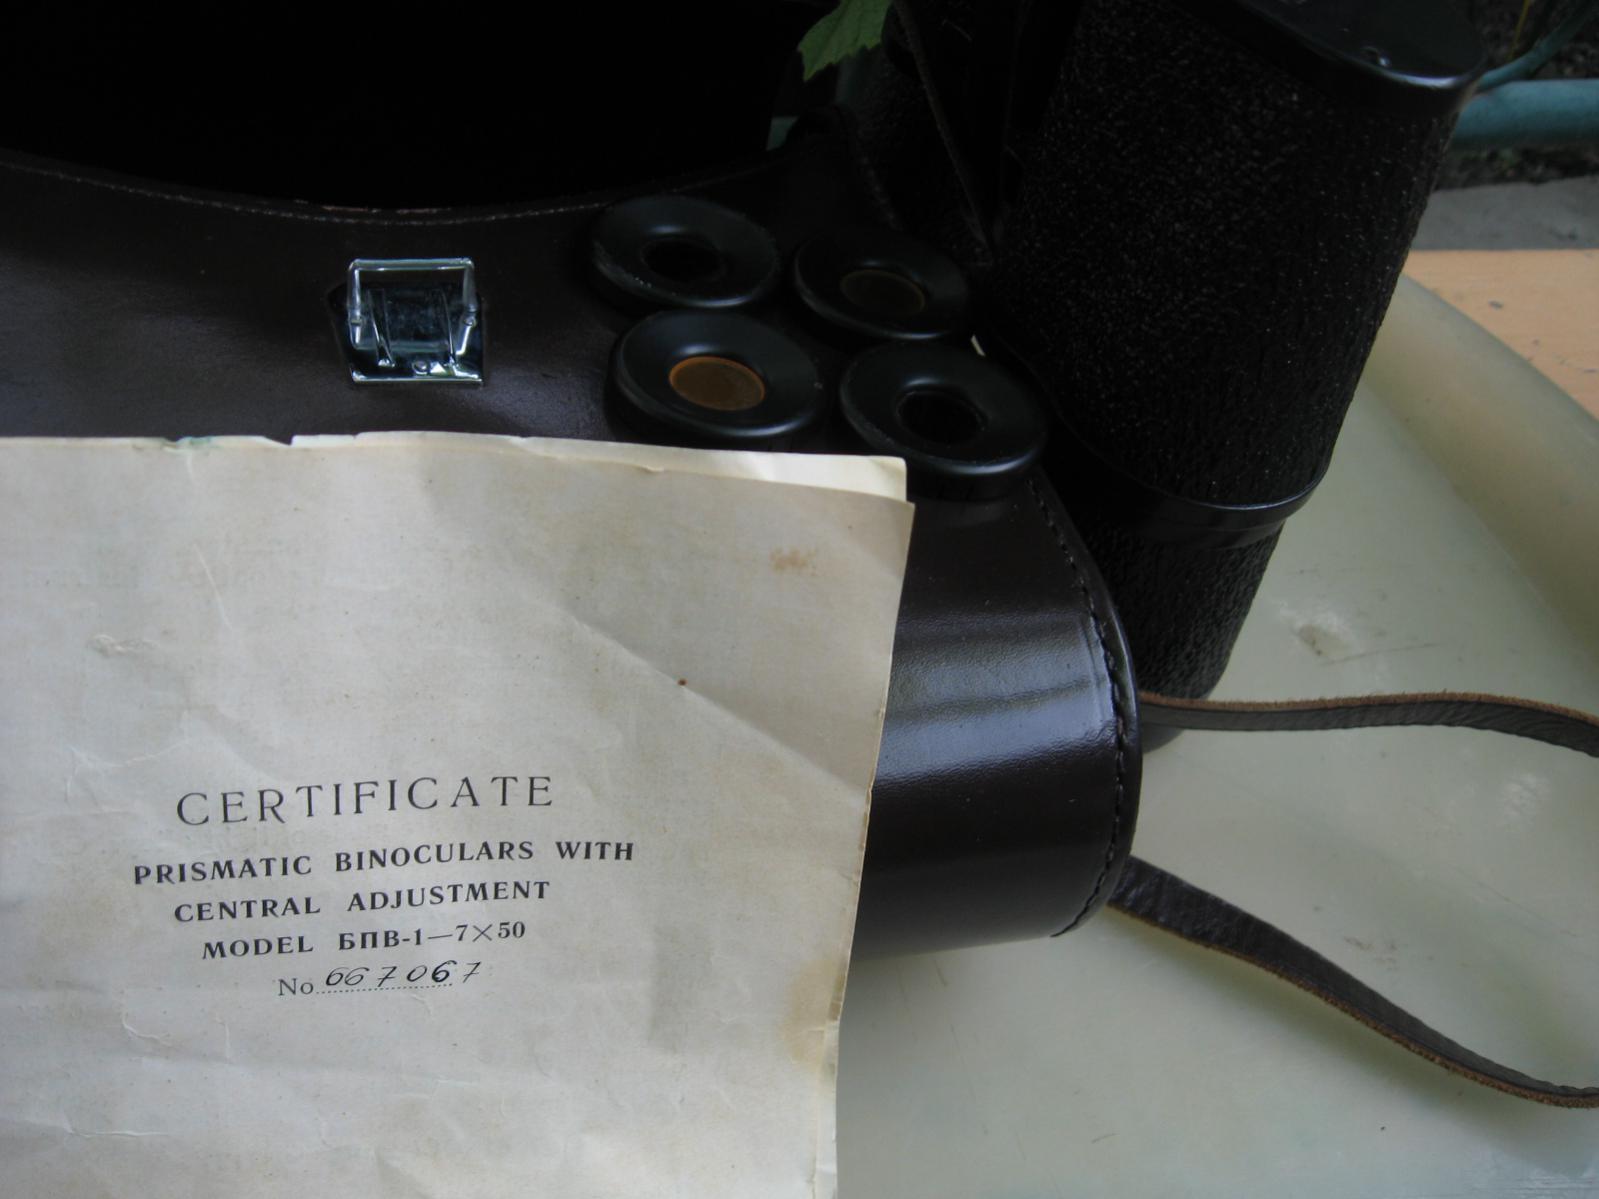 CERTIFICATE
PRISMATIC BINOCULARS WITH
CENTRAL ADJUSTMENT
MODEL БПВ-1—7×50
No 667067